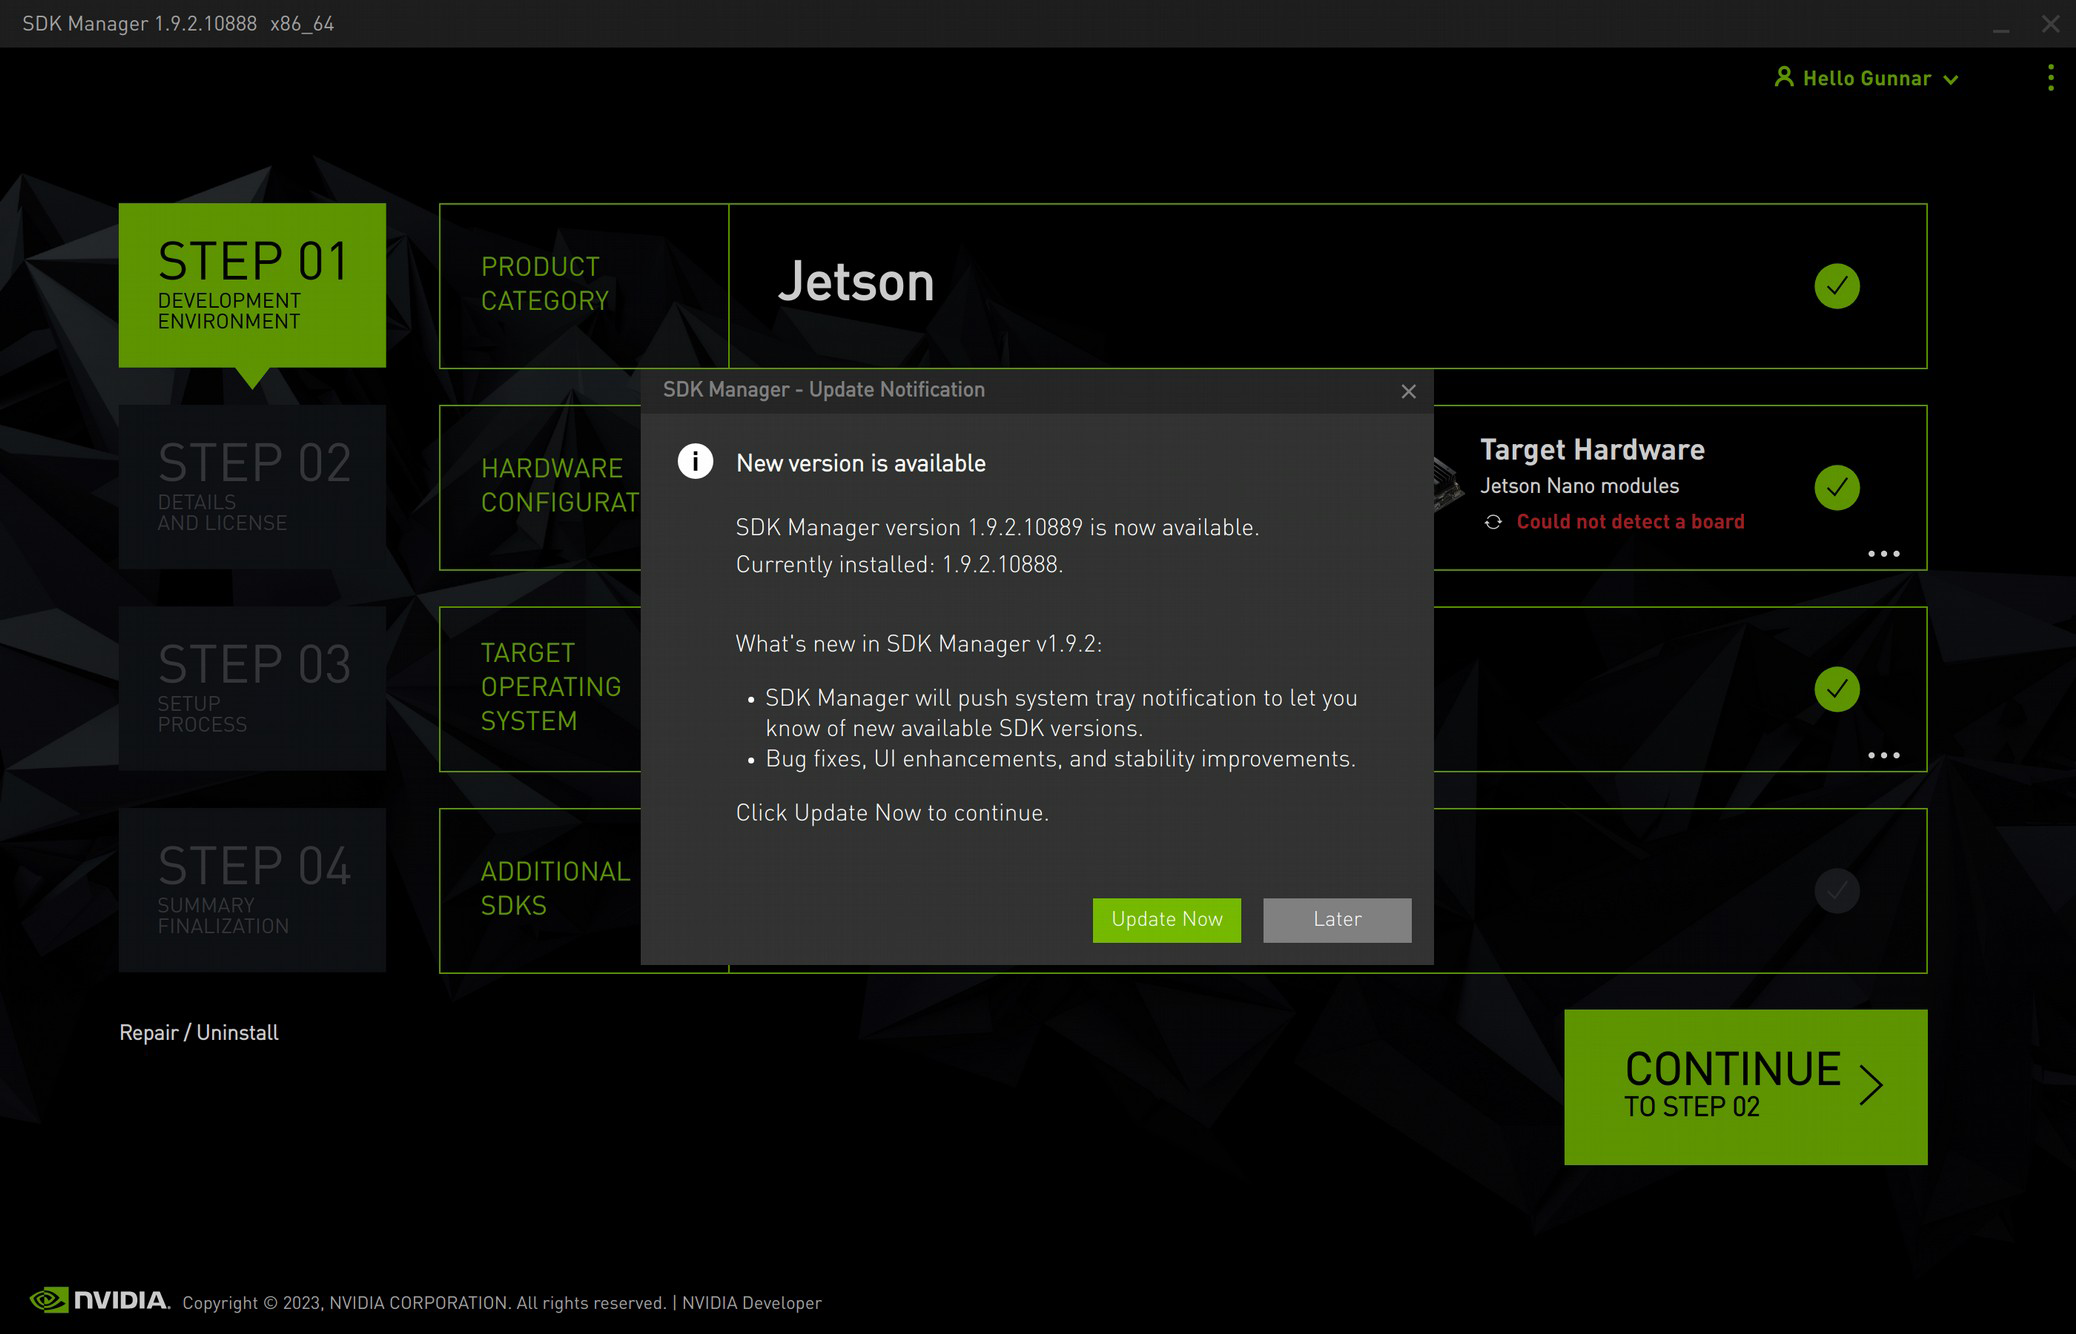 SDK Manager 1.9.2.10888 x86_64
Hello Gunnar
STEP 01
DEVELOPMENT
ENVIRONMENT
PRODUCT
CATEGORY
Jetson
SDK Manager - Update Notification
New version is available
SDK Manager version 1.9.2.10889 is now available.
Currently installed: 1.9.2.10888.
What's new in SDK Manager v1.9.2:
• SDK Manager will push system tray notification to let you
know of new available SDK versions.
• Bug fixes, UI enhancements, and stability improvements.
Click Update Now to continue.
Update Now
Later
STEP 02
DETAILS
AND LICENSE
HARDWARE
CONFIGURAT
Target Hardware
Jetson Nano modules
Could not detect a board
STEP 03
SETUP
PROCESS
TARGET
OPERATING
SYSTEM
STEP 04
SUMMARY
FINALIZATION
ADDITIONAL
SDKS
Repair / Uninstall
CONTINUE
TO STEP 02
NVIDIA. Copyright © 2023, NVIDIA CORPORATION. All rights reserved. | NVIDIA Developer